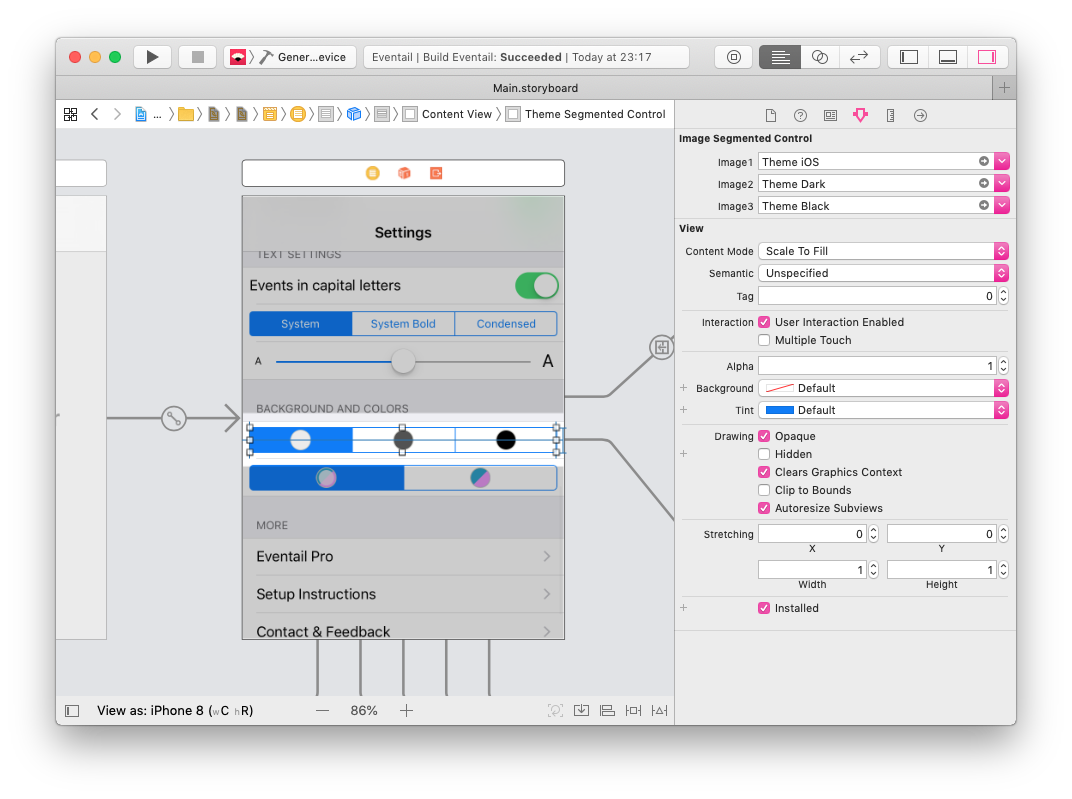 Gener...evice
Eventail | Build Eventail: Succeeded | Today at 23:17
Main.storyboard
... Content View Theme Segmented Control
Settings
TEXT SETTINGS
Events in capital letters
System System Bold Condensed
A A
BACKGROUND AND COLORS
MORE
Eventail Pro
Setup Instructions
Contact & Feedback
View as: iPhone 8 (wC hR) 86%
Image Segmented Control
Image1 Theme iOS
Image2 Theme Dark
Image3 Theme Black
View
Content Mode Scale To Fill
Semantic Unspecified
Tag 0
Interaction User Interaction Enabled
Multiple Touch
Alpha 1
+ Background Default
+ Tint Default
Drawing Opaque
+ Hidden
Clears Graphics Context
Clip to Bounds
Autoresize Subviews
Stretching 0 0
X Y
1 1
Width Height
+ Installed